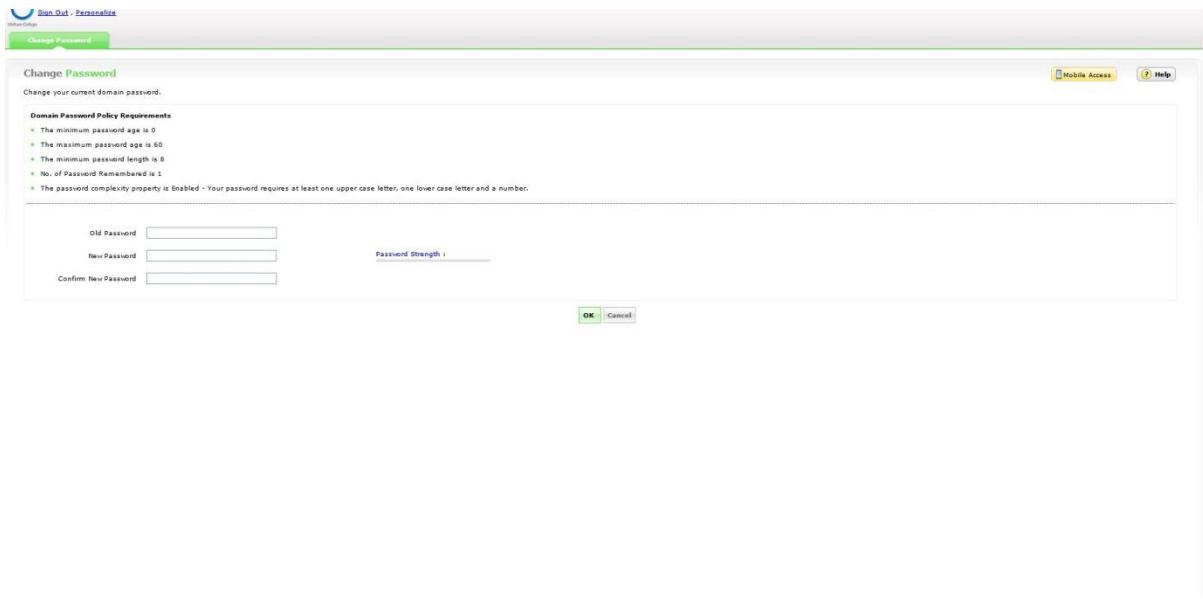 Sign Out , Personalize
Change Password
Change Password
Mobile Access
Help
Change your current domain password.
Domain Password Policy Requirements
The minimum password age is 0
The maximum password age is 60
The minimum password length is 8
No. of Password Remembered is 1
The password complexity property is Enabled - Your password requires at least one upper case letter, one lower case letter and a number.
Old Password
New Password
Password Strength :
Confirm New Password
OK
Cancel